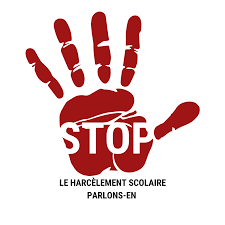 STOP
LE HARCÈLEMENT SCOLAIRE
PARLONS-EN